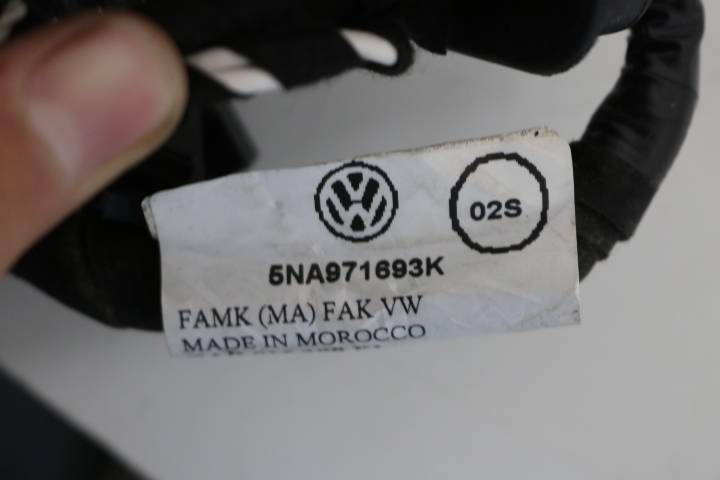 02S
5NA971693K
FAMK (MA) FAK VW
MADE IN MOROCCO